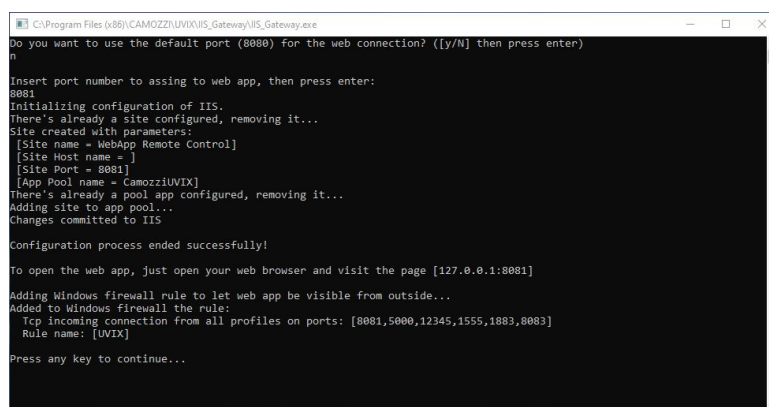 C:\Program Files (x86)\CAMOZZI\UVIX\IIS_Gateway\IIS_Gateway.exe
Do you want to use the default port (8080) for the web connection? ([y/N] then press enter)
n
Insert port number to assing to web app, then press enter:
8081
Initializing configuration of IIS.
There's already a site configured, removing it...
Site created with parameters:
[Site name = WebApp Remote Control]
[Site Host name = ]
[Site Port = 8081]
[App Pool name = CamozziUVIX]
There's already a pool app configured, removing it...
Adding site to app pool...
Changes committed to IIS
Configuration process ended successfully!
To open the web app, just open your web browser and visit the page [127.0.0.1:8081]
Adding Windows firewall rule to let web app be visible from outside...
Added to Windows firewall the rule:
Tcp incoming connection from all profiles on ports: [8081,5000,12345,1555,1883,8083]
Rule name: [UVIX]
Press any key to continue...